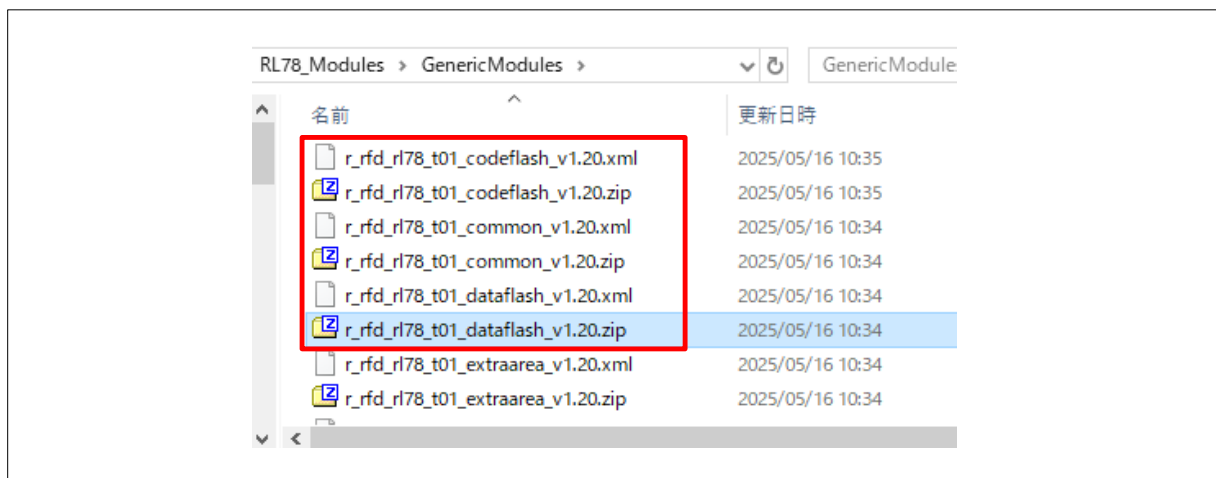 RL78_Modules > GenericModules > GenericModule
名前 更新日時
r_rfd_rl78_t01_codeflash_v1.20.xml 2025/05/16 10:35
r_rfd_rl78_t01_codeflash_v1.20.zip 2025/05/16 10:35
r_rfd_rl78_t01_common_v1.20.xml 2025/05/16 10:34
r_rfd_rl78_t01_common_v1.20.zip 2025/05/16 10:34
r_rfd_rl78_t01_dataflash_v1.20.xml 2025/05/16 10:34
r_rfd_rl78_t01_dataflash_v1.20.zip 2025/05/16 10:34
r_rfd_rl78_t01_extraarea_v1.20.xml 2025/05/16 10:34
r_rfd_rl78_t01_extraarea_v1.20.zip 2025/05/16 10:34